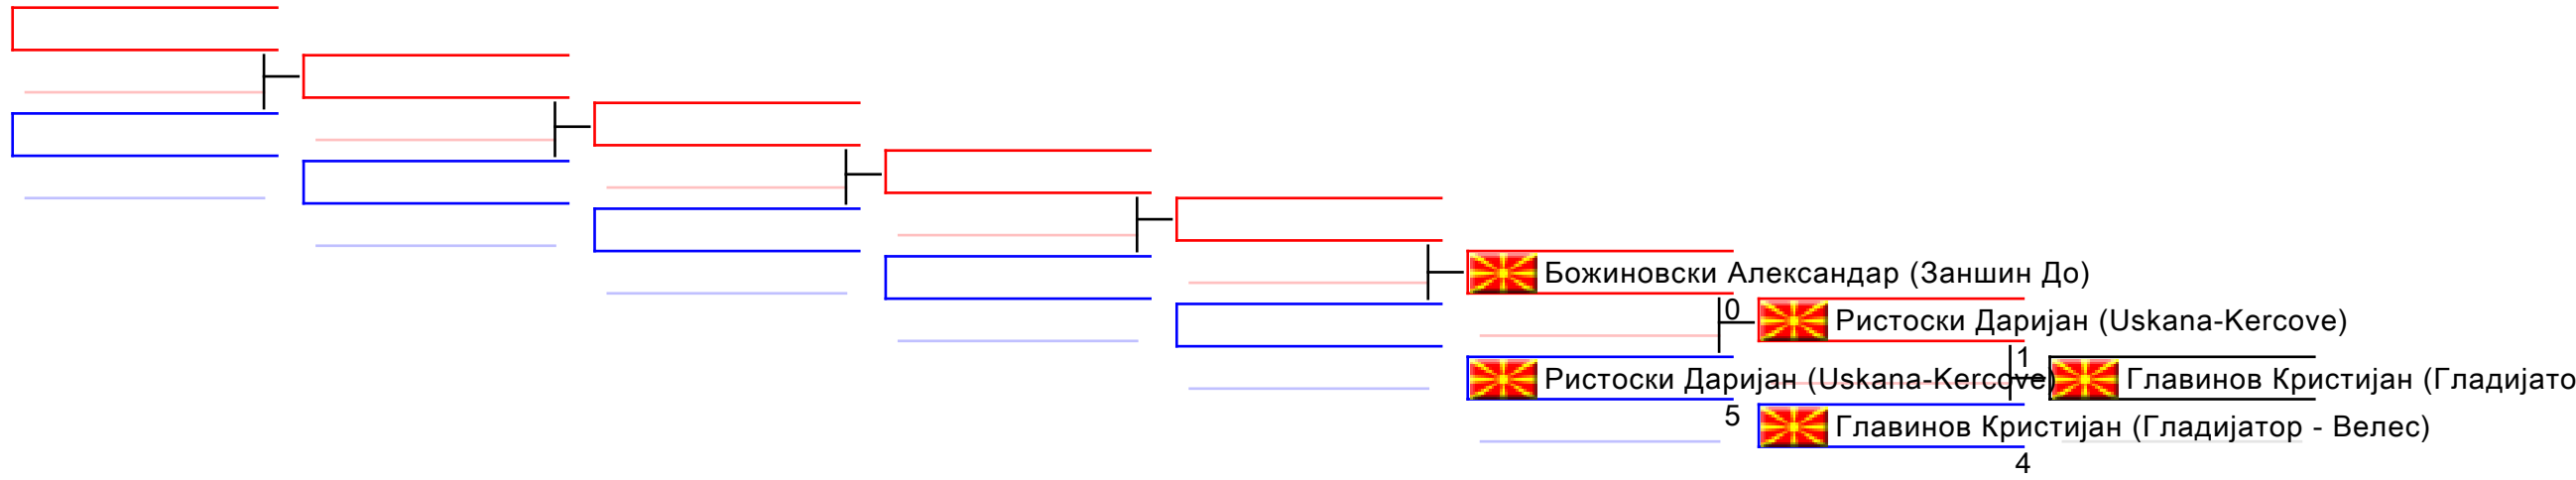 Божиновски Александар (Заншин До)
0
Ристоски Даријан (Uskana-Kercove)
1
Ристоски Даријан (Uskana-Kercove)
Главинов Кристијан (Гладијато
5
Главинов Кристијан (Гладијатор - Велес)
4